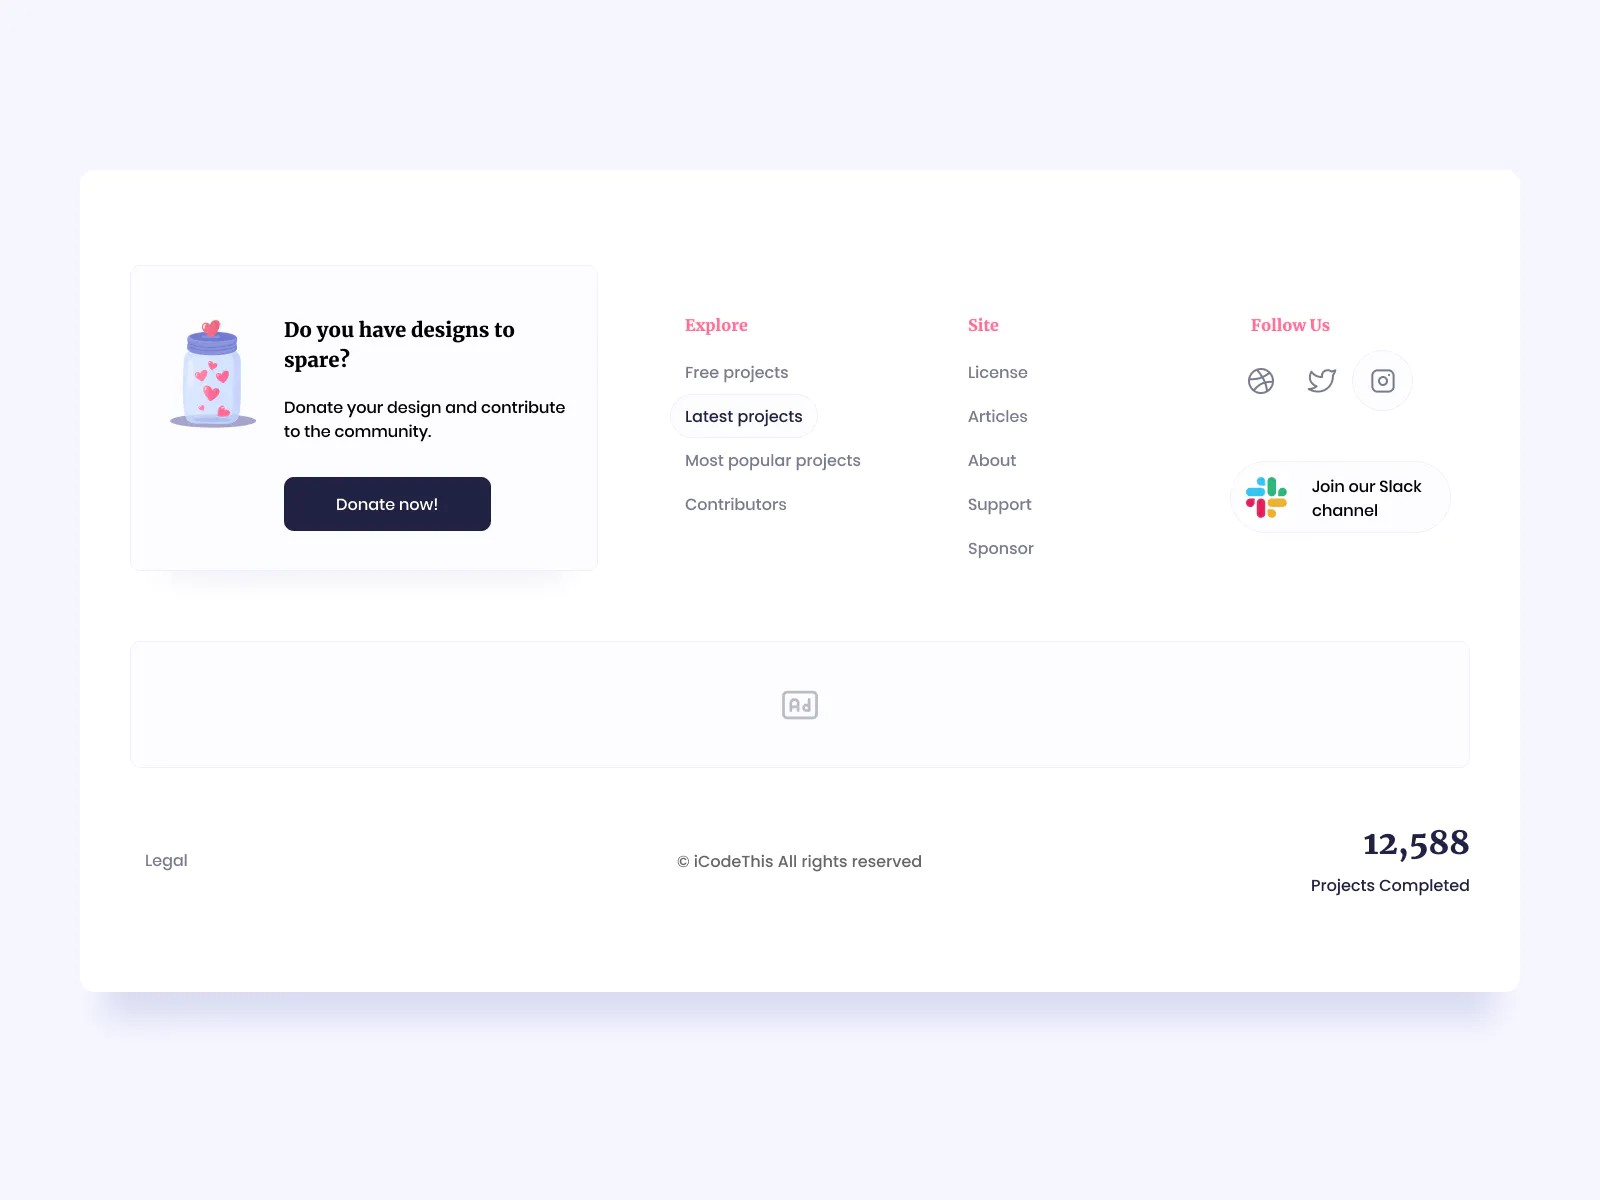 Do you have designs to
spare?
Donate your design and contribute
to the community.
Donate now!
Explore
Free projects
Latest projects
Most popular projects
Contributors
Site
License
Articles
About
Support
Sponsor
Follow Us
Join our Slack
channel
Ad
Legal
© iCodeThis All rights reserved
12,588
Projects Completed